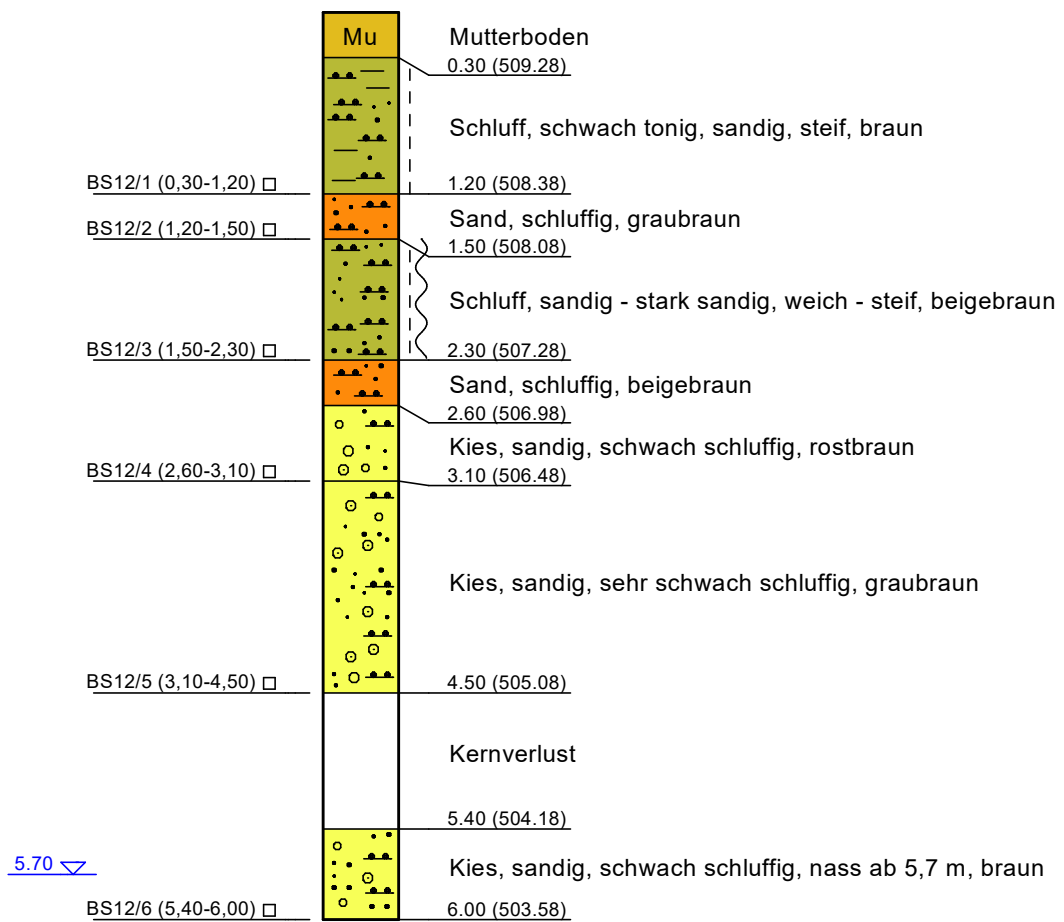 Mu Mutterboden
0.30 (509.28)
Schluff, schwach tonig, sandig, steif, braun
BS12/1 (0,30-1,20) 1.20 (508.38)
Sand, schluffig, graubraun
BS12/2 (1,20-1,50) 1.50 (508.08)
Schluff, sandig - stark sandig, weich - steif, beigebraun
BS12/3 (1,50-2,30) 2.30 (507.28)
Sand, schluffig, beigebraun
2.60 (506.98)
Kies, sandig, schwach schluffig, rostbraun
BS12/4 (2,60-3,10) 3.10 (506.48)
Kies, sandig, sehr schwach schluffig, graubraun
BS12/5 (3,10-4,50) 4.50 (505.08)
Kernverlust
5.40 (504.18)
5.70 Kies, sandig, schwach schluffig, nass ab 5,7 m, braun
BS12/6 (5,40-6,00) 6.00 (503.58)